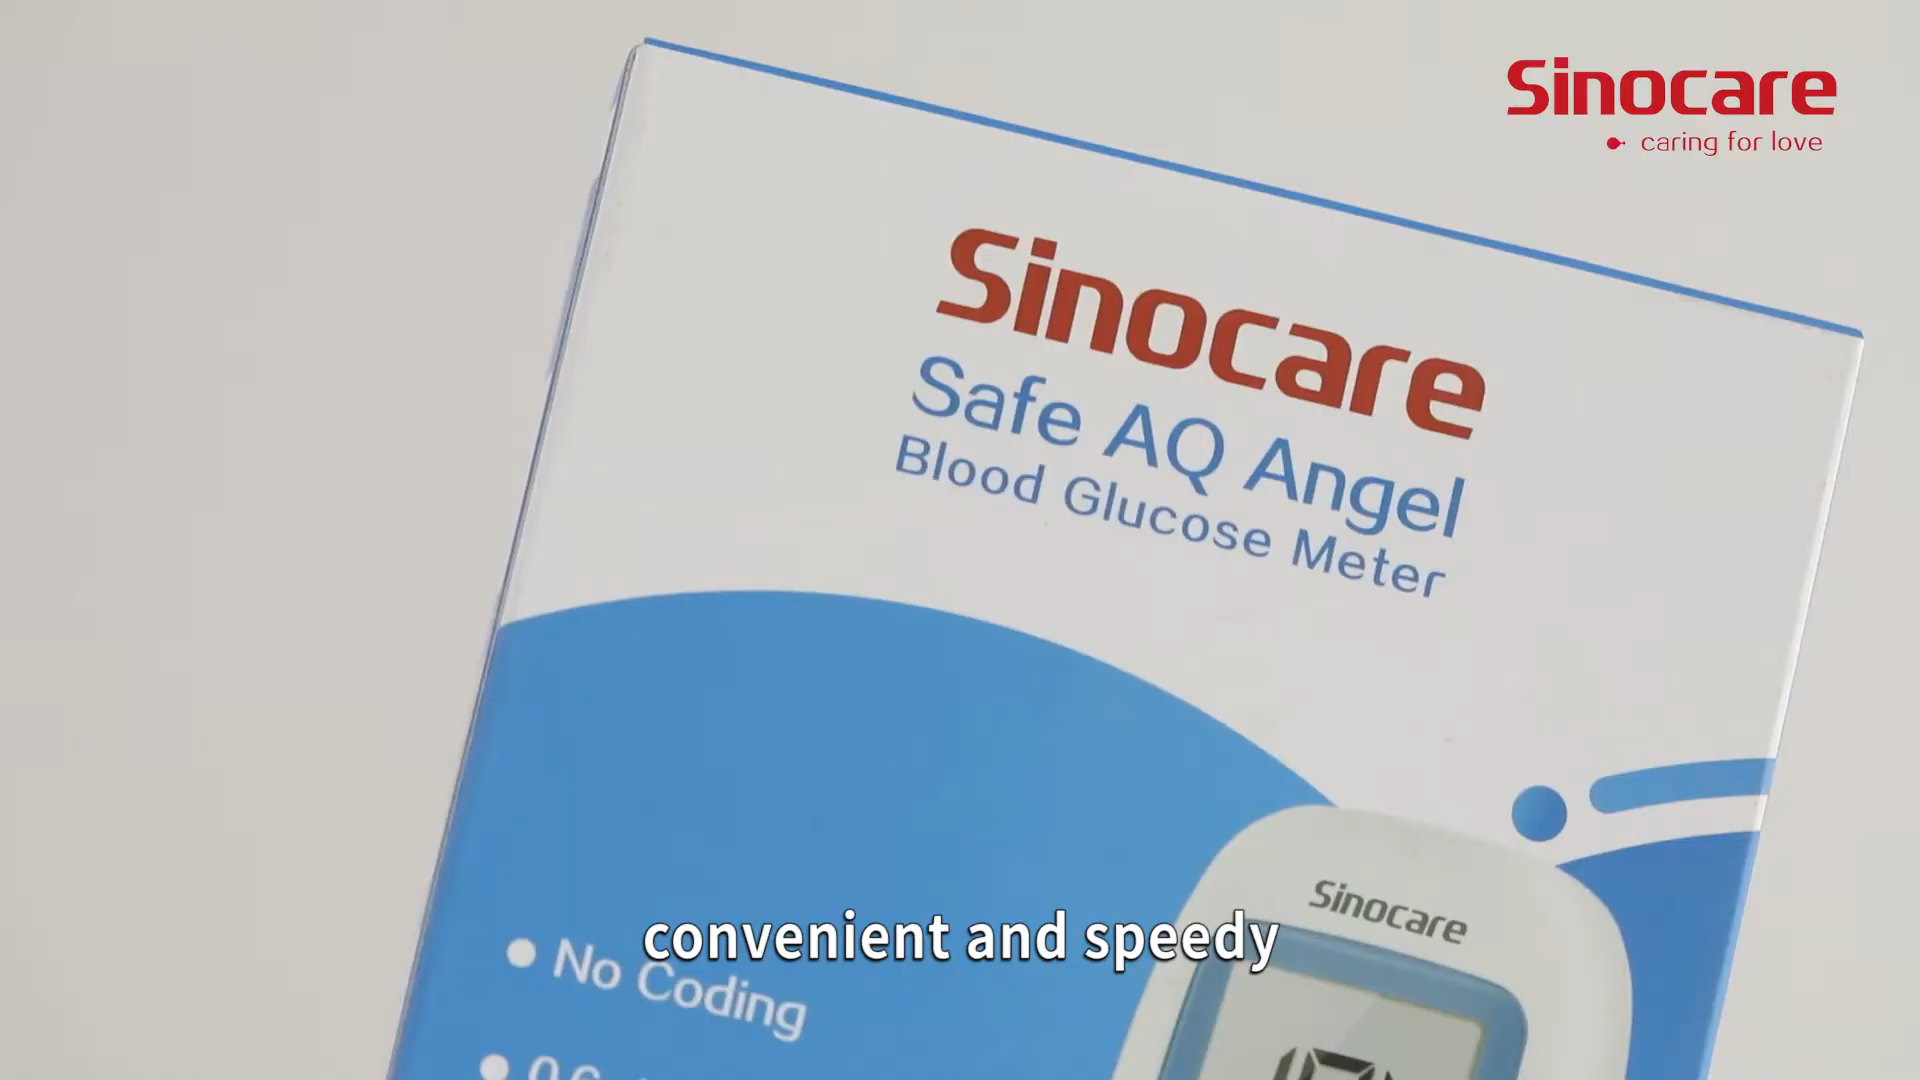 Sinocare
caring for love
Sinocare
Safe AQ Angel
Blood Glucose Meter
Sinocare
convenient and speedy
No Coding